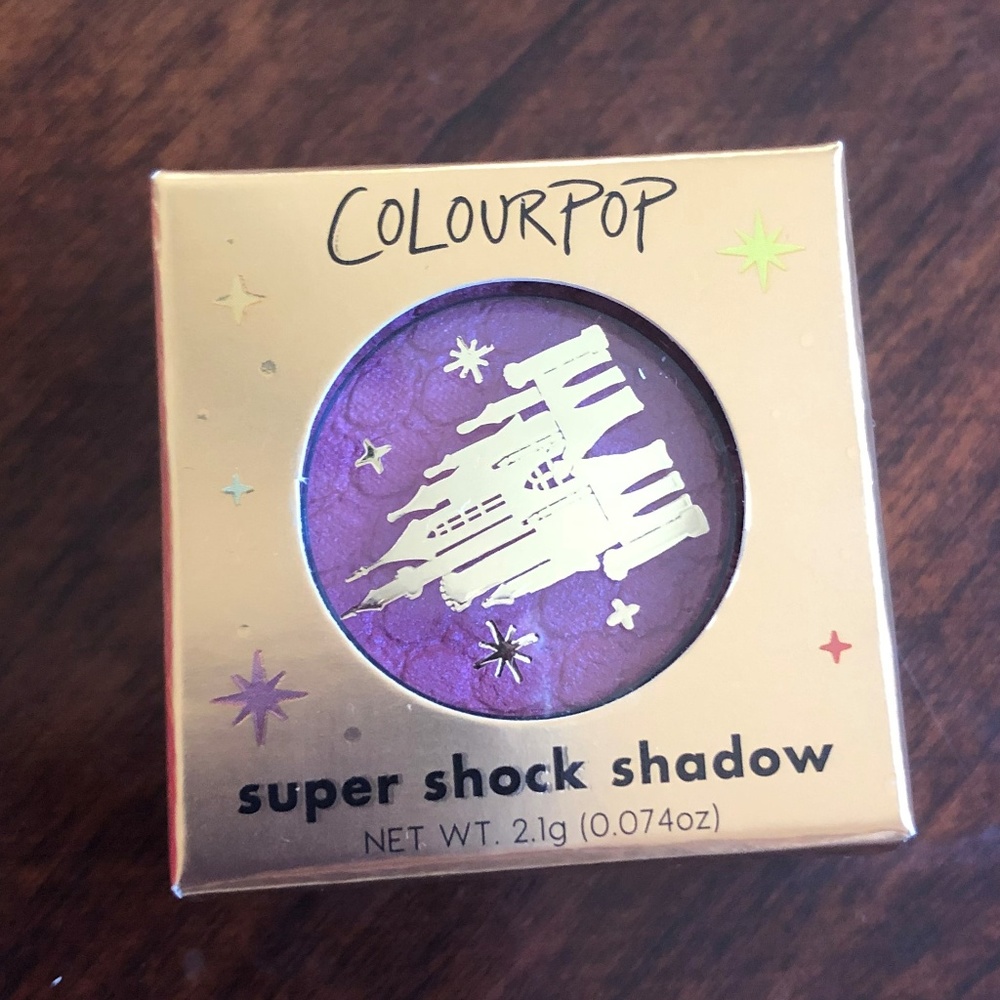 COLOURPOP
super shock shadow
NET WT. 2.1g (0.074oz)